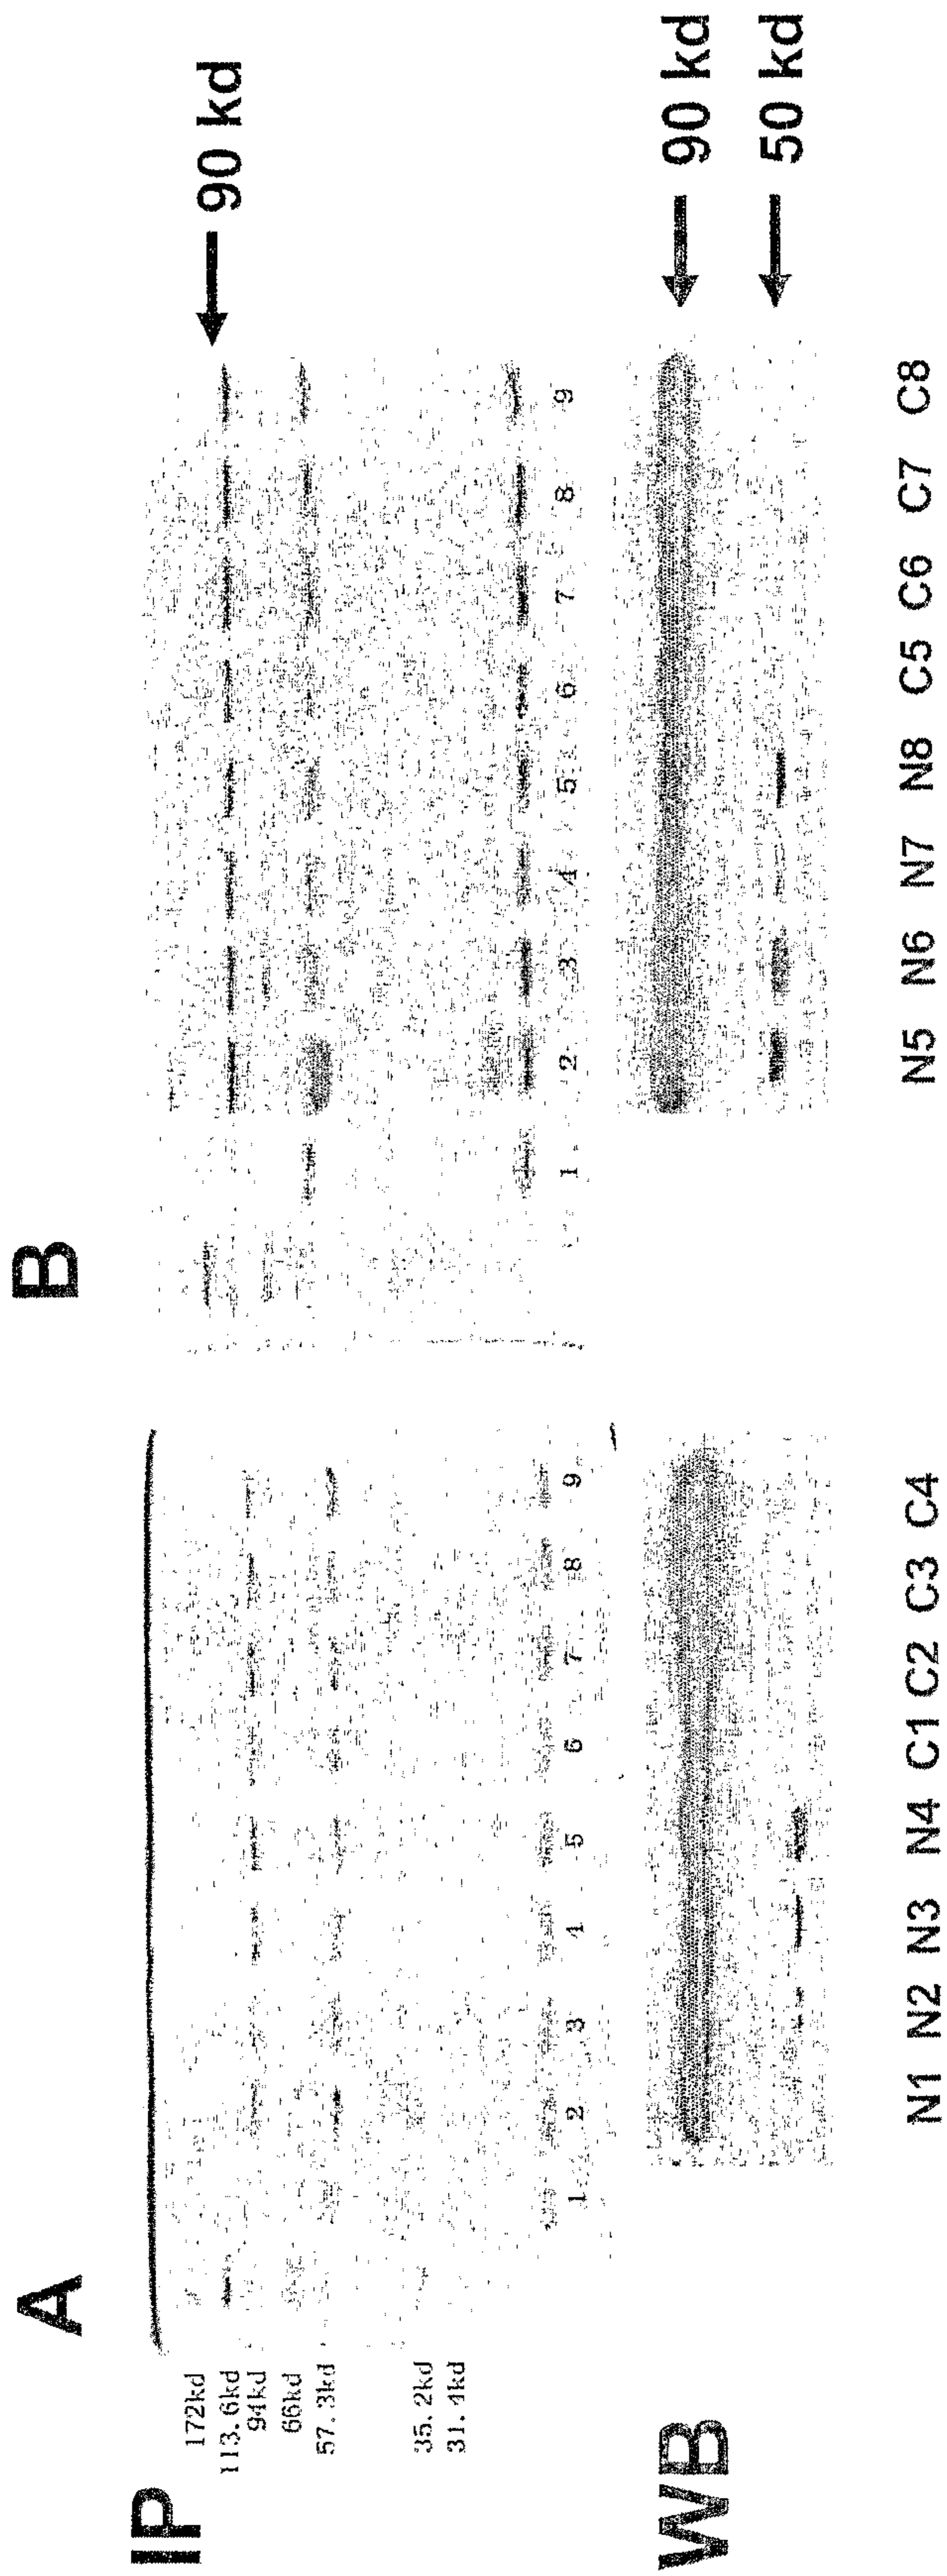 A
B
IP
172kd
113.6kd
94kd
66kd
57.3kd
35.2kd
31.4kd
1 2 3 4 5 6 7 8 9
1 2 3 4 5 6 7 8 9
90 kd
WB
90 kd
50 kd
N1 N2 N3 N4 C1 C2 C3 C4
N5 N6 N7 N8 C5 C6 C7 C8